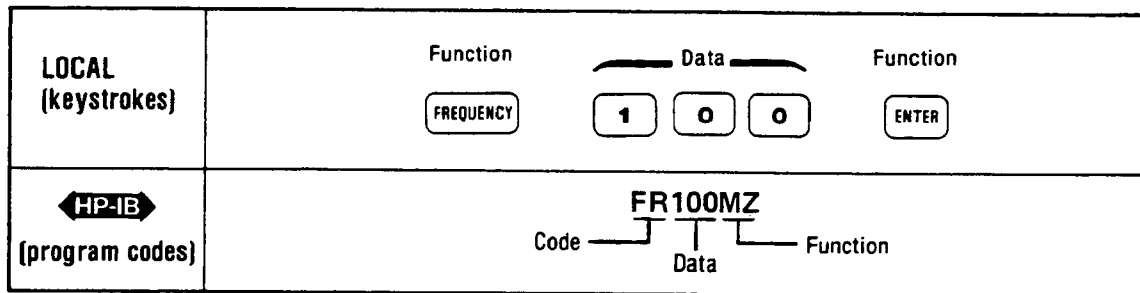 LOCAL
(keystrokes)
Function Data Function
FREQUENCY 1 0 0 ENTER
HP-IB
(program codes)
FR100MZ
Code Data Function